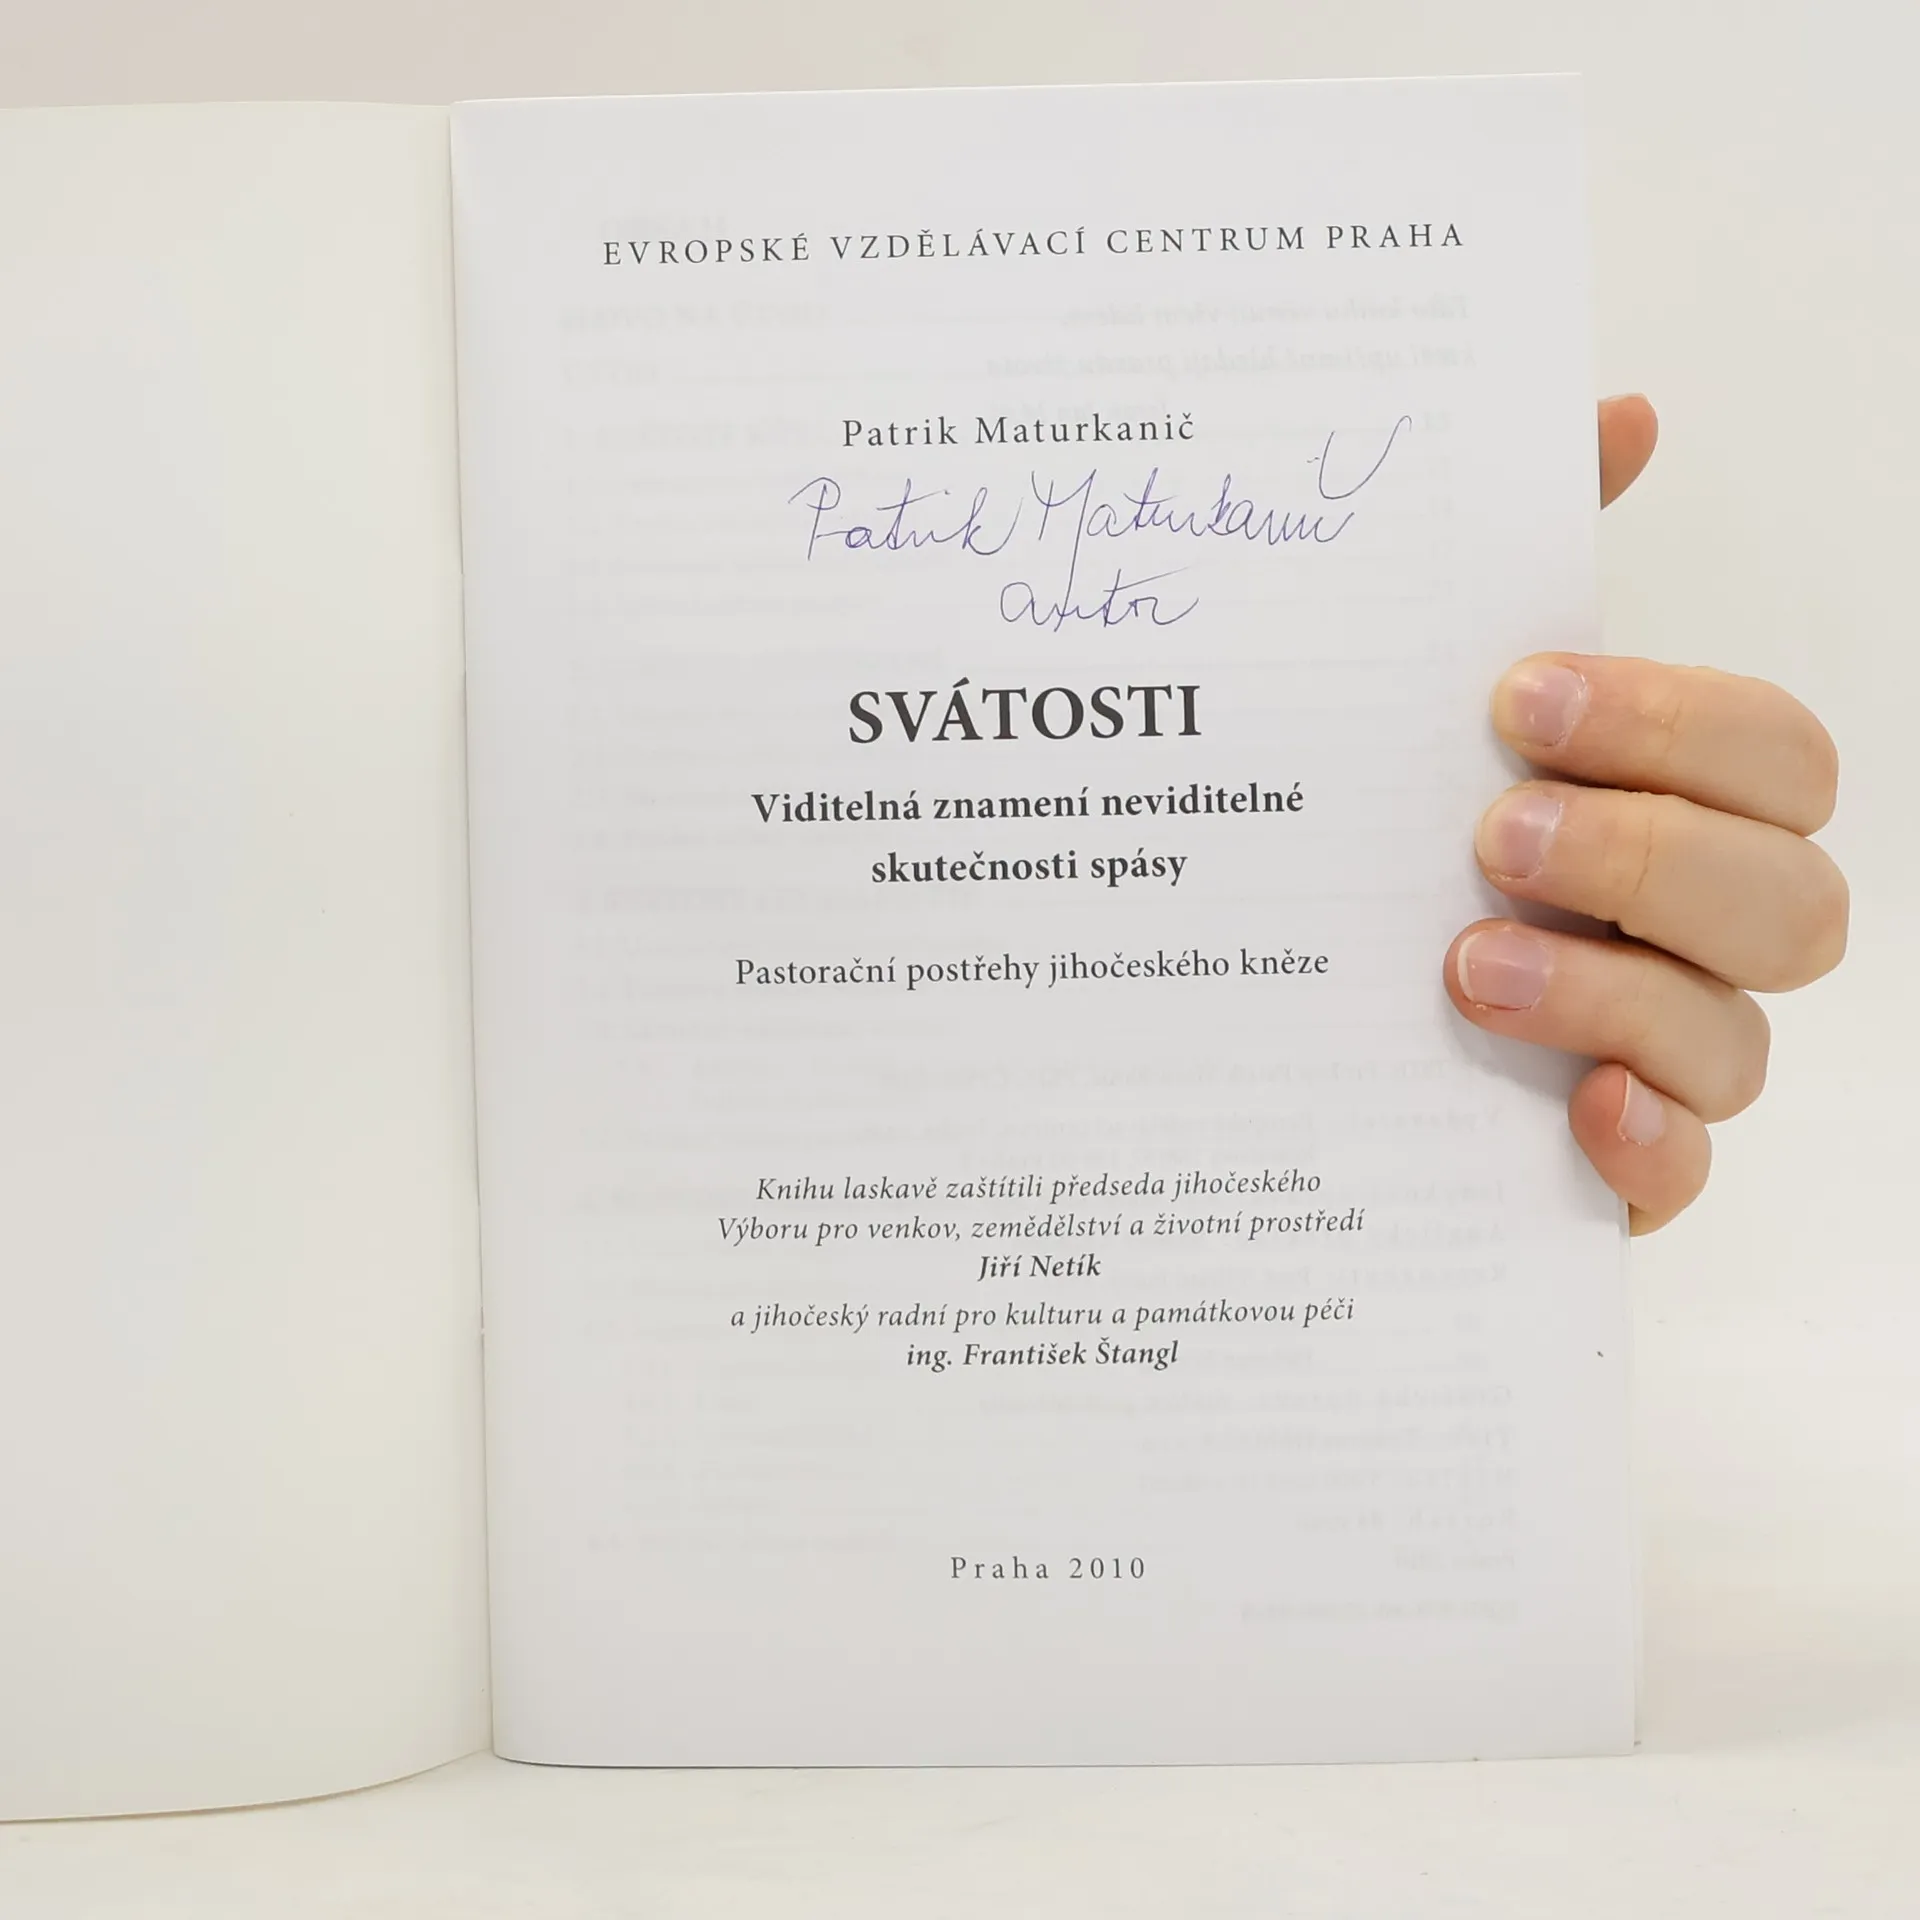 EVROPSKÉ VZDĚLÁVACÍ CENTRUM PRAHA
Patrik Maturkanič
Patrik Maturkanič
autor
SVÁTOSTI
Viditelná znamení neviditelné
skutečnosti spásy
Pastorační postřehy jihočeského kněze
Knihu laskavě zaštítili předseda jihočeského
Výboru pro venkov, zemědělství a životní prostředí
Jiří Netík
a jihočeský radní pro kulturu a památkovou péči
ing. František Štangl
Praha 2010